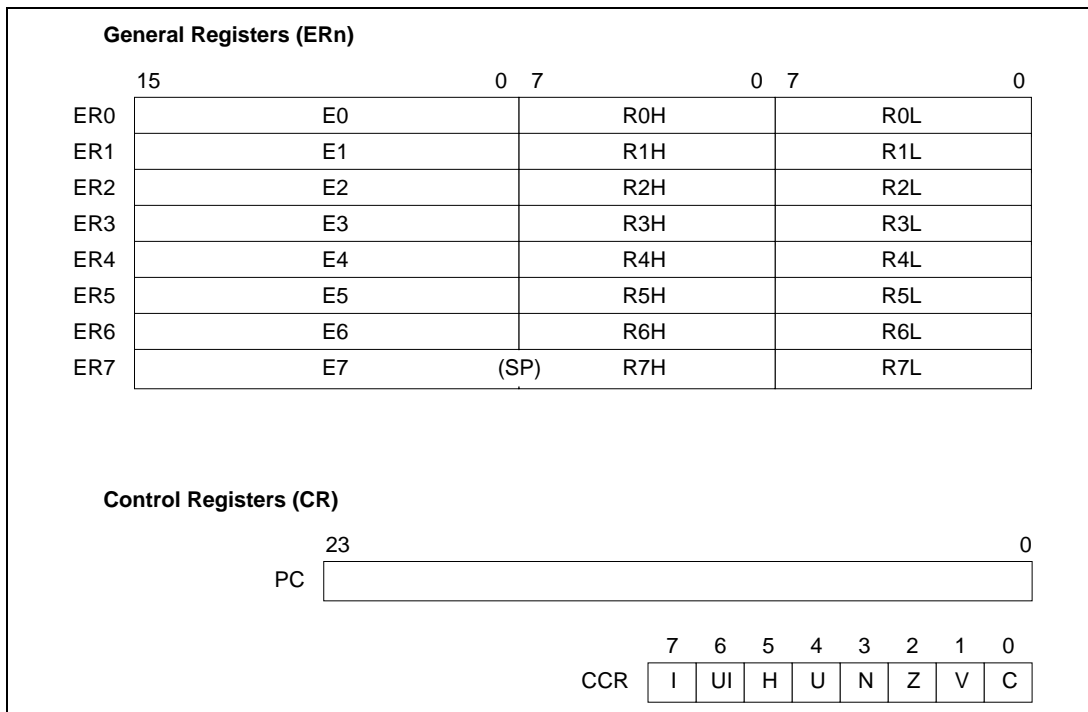 General Registers (ERn)
15 0 7 0 7 0
ER0 E0 R0H R0L
ER1 E1 R1H R1L
ER2 E2 R2H R2L
ER3 E3 R3H R3L
ER4 E4 R4H R4L
ER5 E5 R5H R5L
ER6 E6 R6H R6L
ER7 E7 (SP) R7H R7L
Control Registers (CR)
23 0
PC
7 6 5 4 3 2 1 0
CCR I UI H U N Z V C